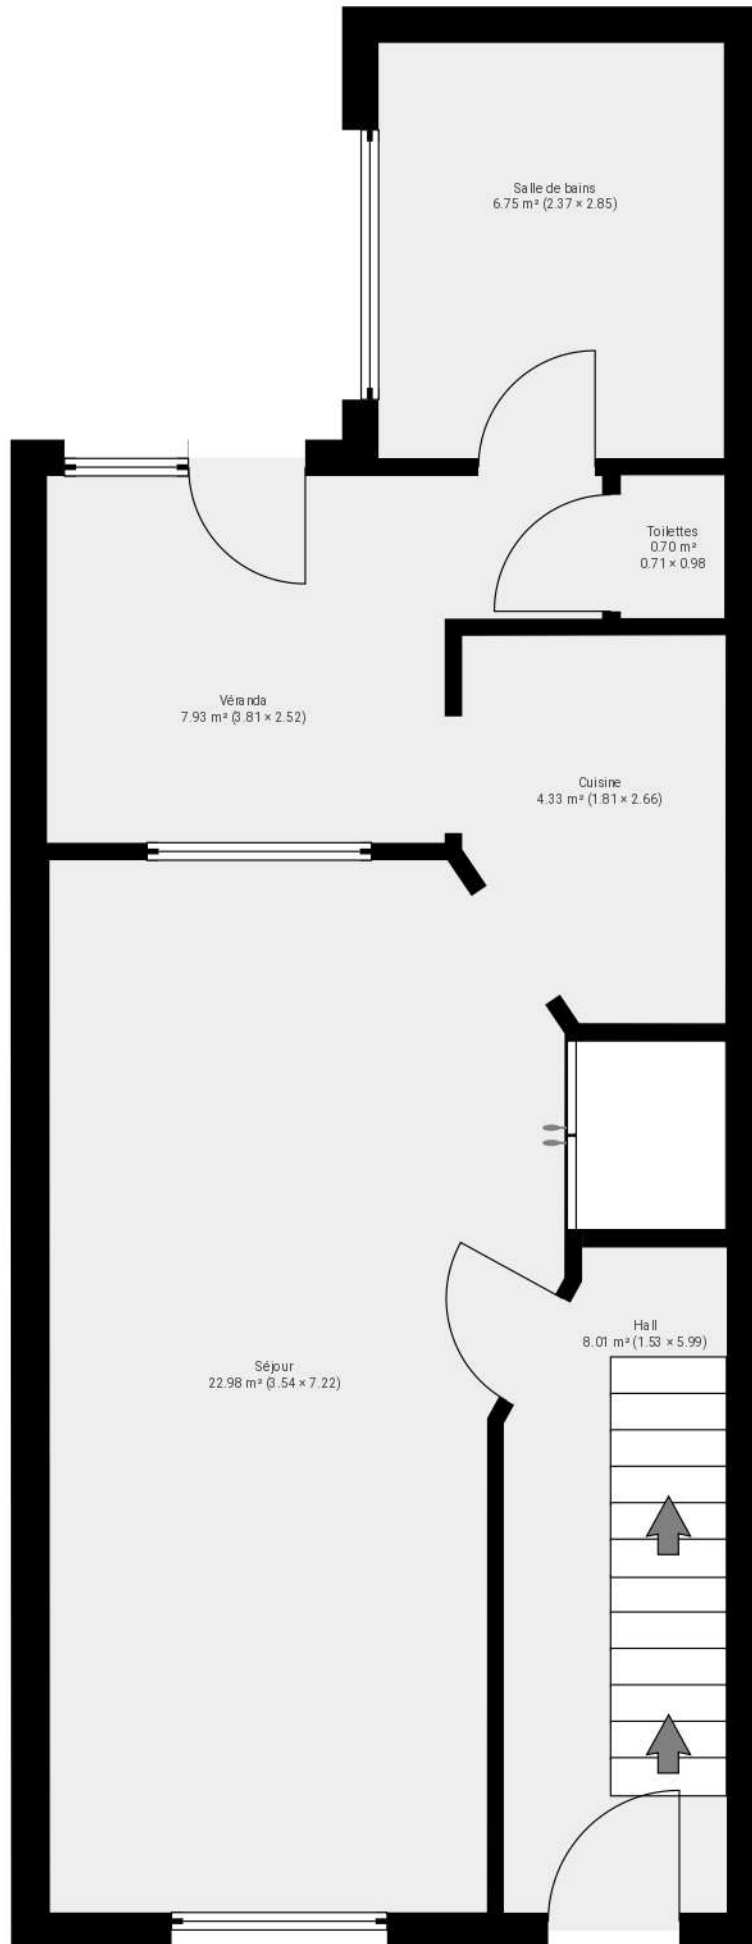 Salle de bains
6.75 m² (2.37 × 2.85)
Toilettes
0.70 m²
0.71 × 0.98
Véranda
7.93 m² (3.81 × 2.52)
Cuisine
4.33 m² (1.81 × 2.66)
Hall
8.01 m² (1.53 × 5.99)
Séjour
22.98 m² (3.54 × 7.22)